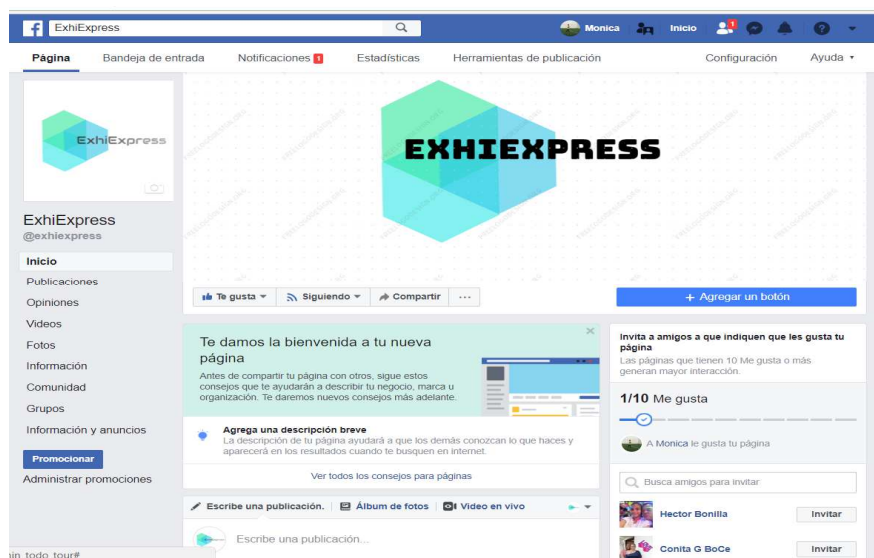 ExhiExpress
Monica
Inicio
1
Página
Bandeja de entrada
Notificaciones 1
Estadísticas
Herramientas de publicación
Configuración
Ayuda
ExhiExpress
EXHIEXPRESS
ExhiExpress
@exhiexpress
Inicio
Publicaciones
Opiniones
Videos
Fotos
Información
Comunidad
Grupos
Información y anuncios
Promocionar
Administrar promociones
Te gusta
Siguiendo
Compartir
+ Agregar un botón
Te damos la bienvenida a tu nueva
página
Antes de compartir tu página con otros, sigue estos
consejos que te ayudarán a describir tu negocio, marca u
organización. Te daremos nuevos consejos más adelante.
Agrega una descripción breve
La descripción de tu página ayudará a que los demás conozcan lo que haces y
aparecerá en los resultados cuando te busquen en internet.
Ver todos los consejos para páginas
Escribe una publicación.
Álbum de fotos
Video en vivo
Escribe una publicación...
Invita a amigos a que indiquen que les gusta tu
página
Las páginas que tienen 10 Me gusta o más
generan mayor interacción.
1/10 Me gusta
A Monica le gusta tu página
Busca amigos para invitar
Hector Bonilla
Invitar
Conita G BoCe
Invitar